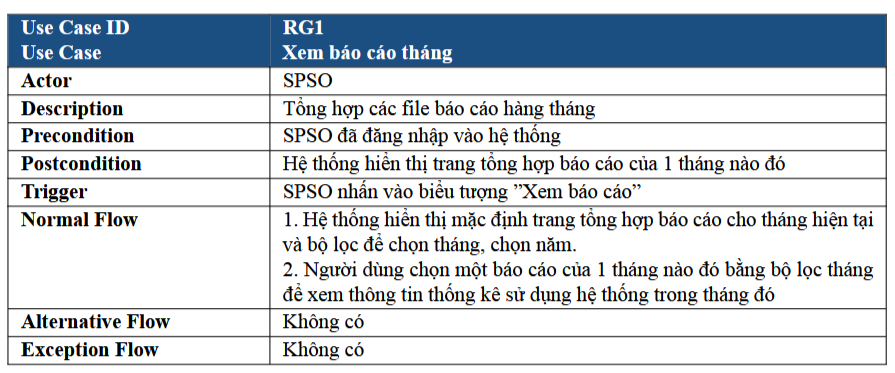 Use Case ID RG1
Use Case Xem báo cáo tháng
Actor SPSO
Description Tổng hợp các file báo cáo hàng tháng
Precondition SPSO đã đăng nhập vào hệ thống
Postcondition Hệ thống hiển thị trang tổng hợp báo cáo của 1 tháng nào đó
Trigger SPSO nhấn vào biểu tượng ”Xem báo cáo”
Normal Flow 1. Hệ thống hiển thị mặc định trang tổng hợp báo cáo cho tháng hiện tại
và bộ lọc để chọn tháng, chọn năm.
2. Người dùng chọn một báo cáo của 1 tháng nào đó bằng bộ lọc tháng
để xem thông tin thống kê sử dụng hệ thống trong tháng đó
Alternative Flow Không có
Exception Flow Không có